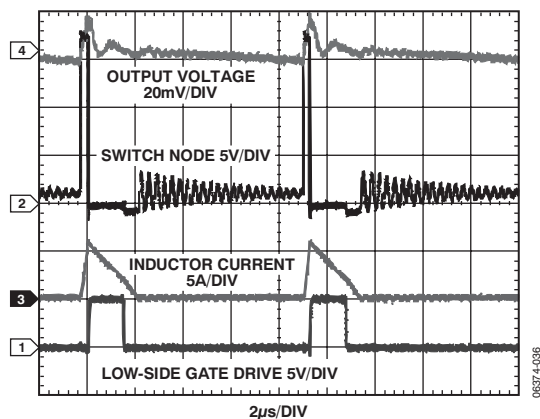 4
OUTPUT VOLTAGE
20mV/DIV
SWITCH NODE 5V/DIV
2
INDUCTOR CURRENT
5A/DIV
3
1
LOW-SIDE GATE DRIVE 5V/DIV
2µs/DIV
06374-036